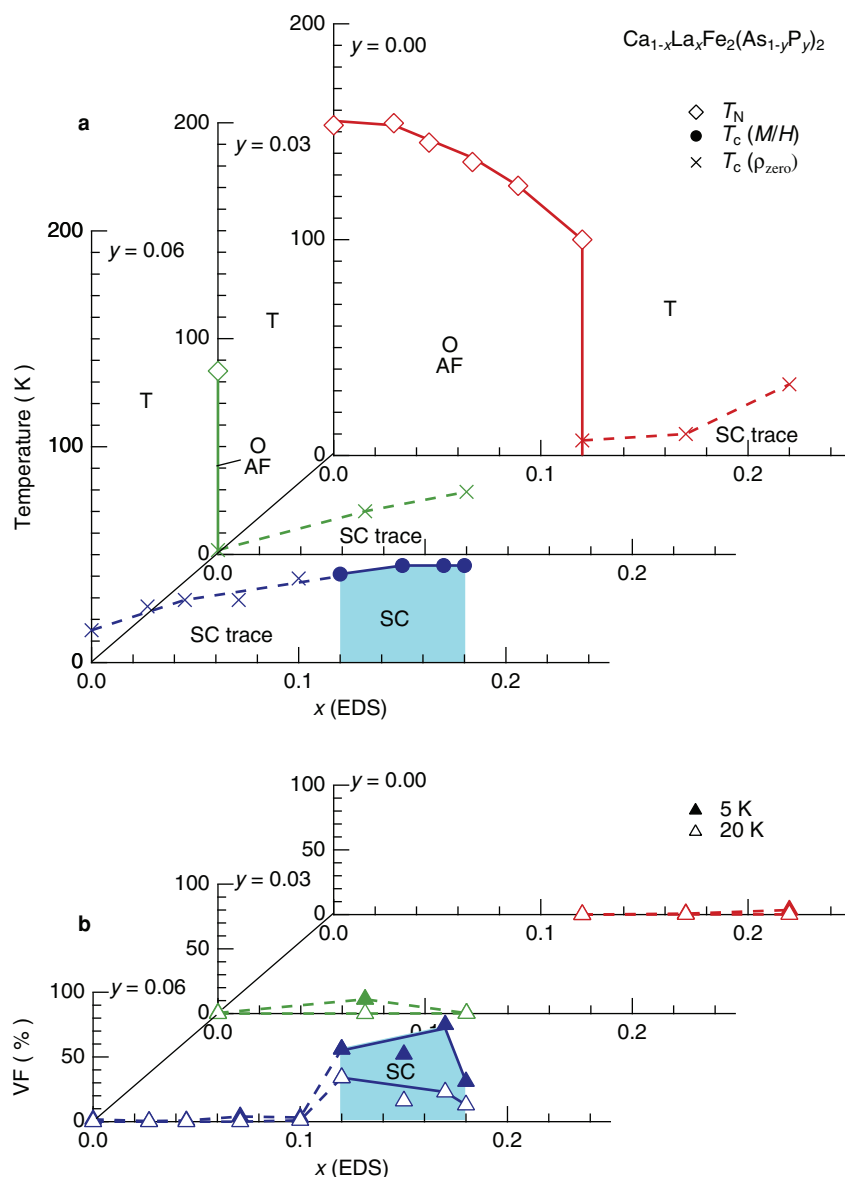 200
y = 0.00
Ca1-xLaxFe2(As1-yPy)2
a
200
y = 0.03
TN
Tc (M/H)
Tc (ρzero)
200
y = 0.06
100
T
T
100
O
AF
T
100
O
AF
SC trace
0
0.0
0.1
0.2
SC trace
0
0.0
0.2
SC
SC trace
0
0.0
0.1
0.2
x (EDS)
Temperature ( K )
100
y = 0.00
5 K
20 K
50
100
y = 0.03
b
0
0.0
0.1
0.2
50
100
y = 0.06
0
0.0
0.1
0.2
50
SC
0
0.0
0.1
0.2
x (EDS)
VF ( % )